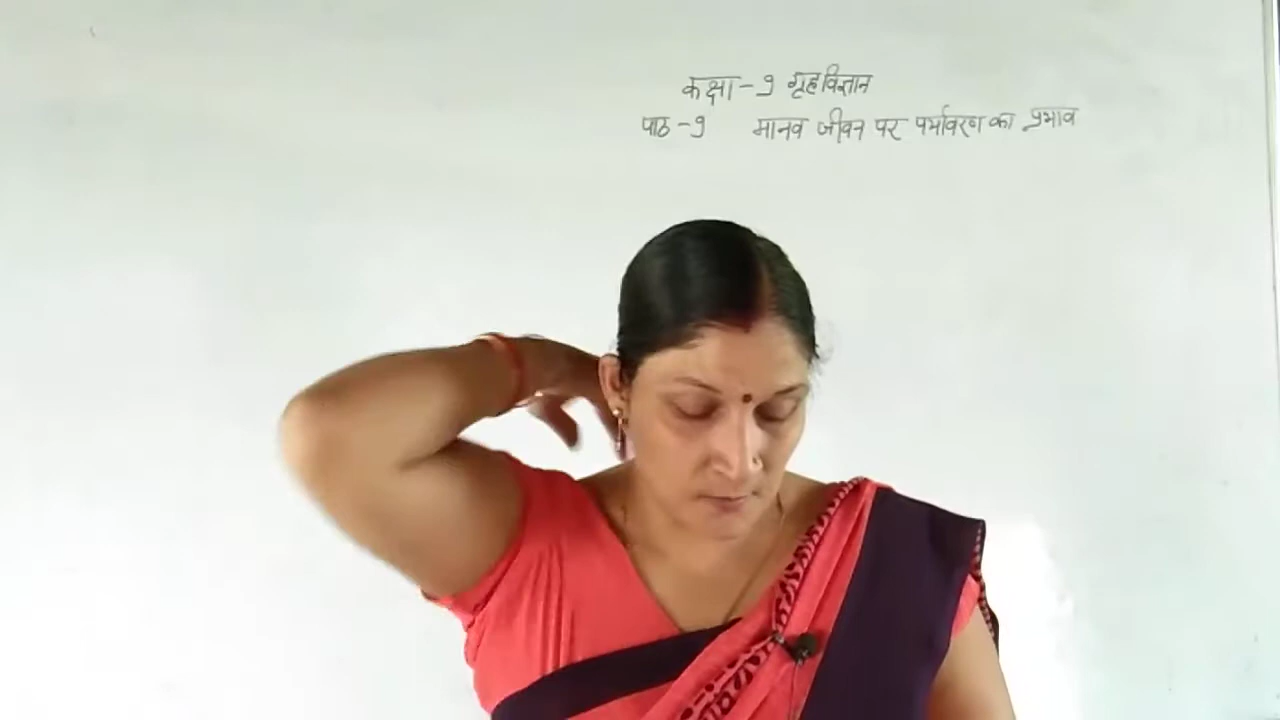 कक्षा - 9 गृहविज्ञान
पाठ - 9 मानव जीवन पर पर्यावरण का प्रभाव